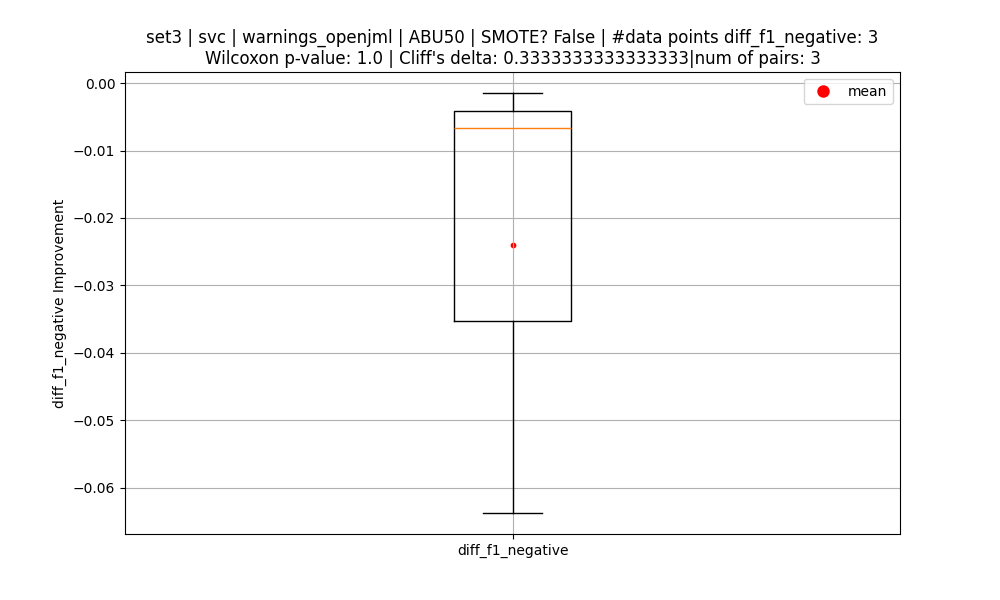 set3 | svc | warnings_openjml | ABU50 | SMOTE? False | #data points diff_f1_negative: 3
Wilcoxon p-value: 1.0 | Cliff's delta: 0.3333333333333333|num of pairs: 3
mean
0.00
−0.01
−0.02
−0.03
−0.04
−0.05
−0.06
diff_f1_negative Improvement
diff_f1_negative